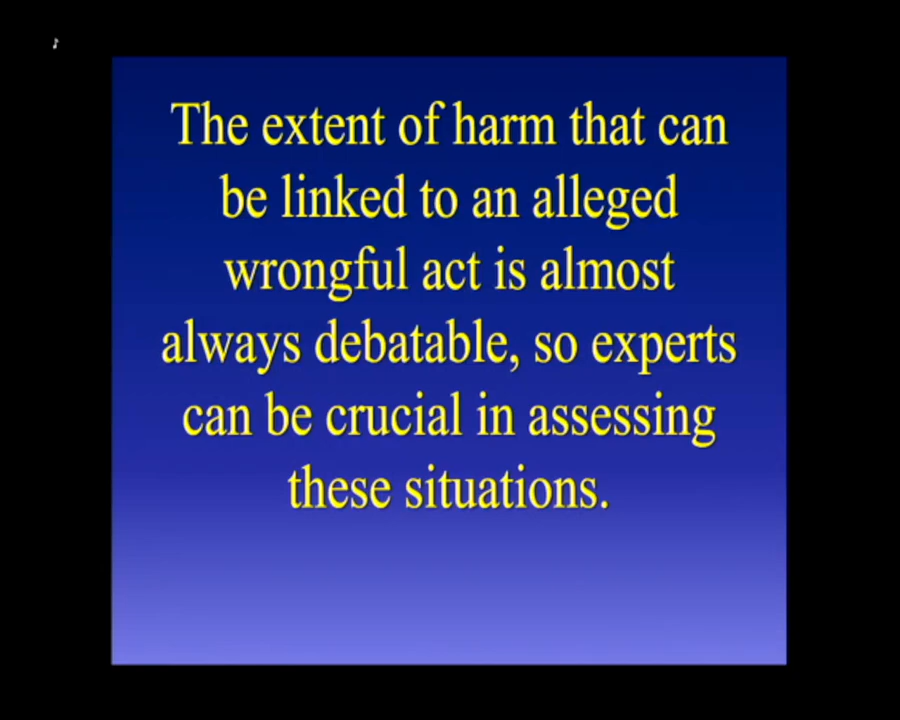 The extent of harm that can
be linked to an alleged
wrongful act is almost
always debatable, so experts
can be crucial in assessing
these situations.